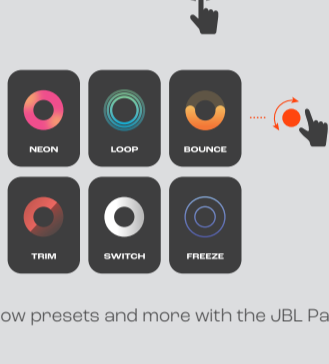 NEON LOOP BOUNCE
TRIM SWITCH FREEZE
ow presets and more with the JBL Pa